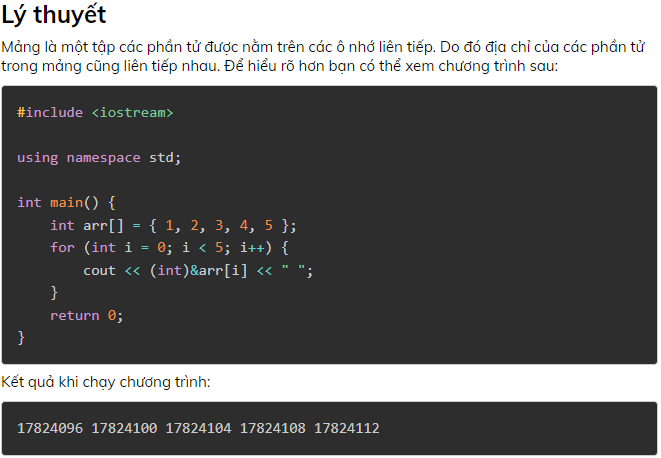 Lý thuyết
Mảng là một tập các phần tử được nằm trên các ô nhớ liên tiếp. Do đó địa chỉ của các phần tử
trong mảng cũng liên tiếp nhau. Để hiểu rõ hơn bạn có thể xem chương trình sau:
#include <iostream>
using namespace std;
int main() {
    int arr[] = { 1, 2, 3, 4, 5 };
    for (int i = 0; i < 5; i++) {
        cout << (int)&arr[i] << " ";
    }
    return 0;
}
Kết quả khi chạy chương trình:
17824096 17824100 17824104 17824108 17824112